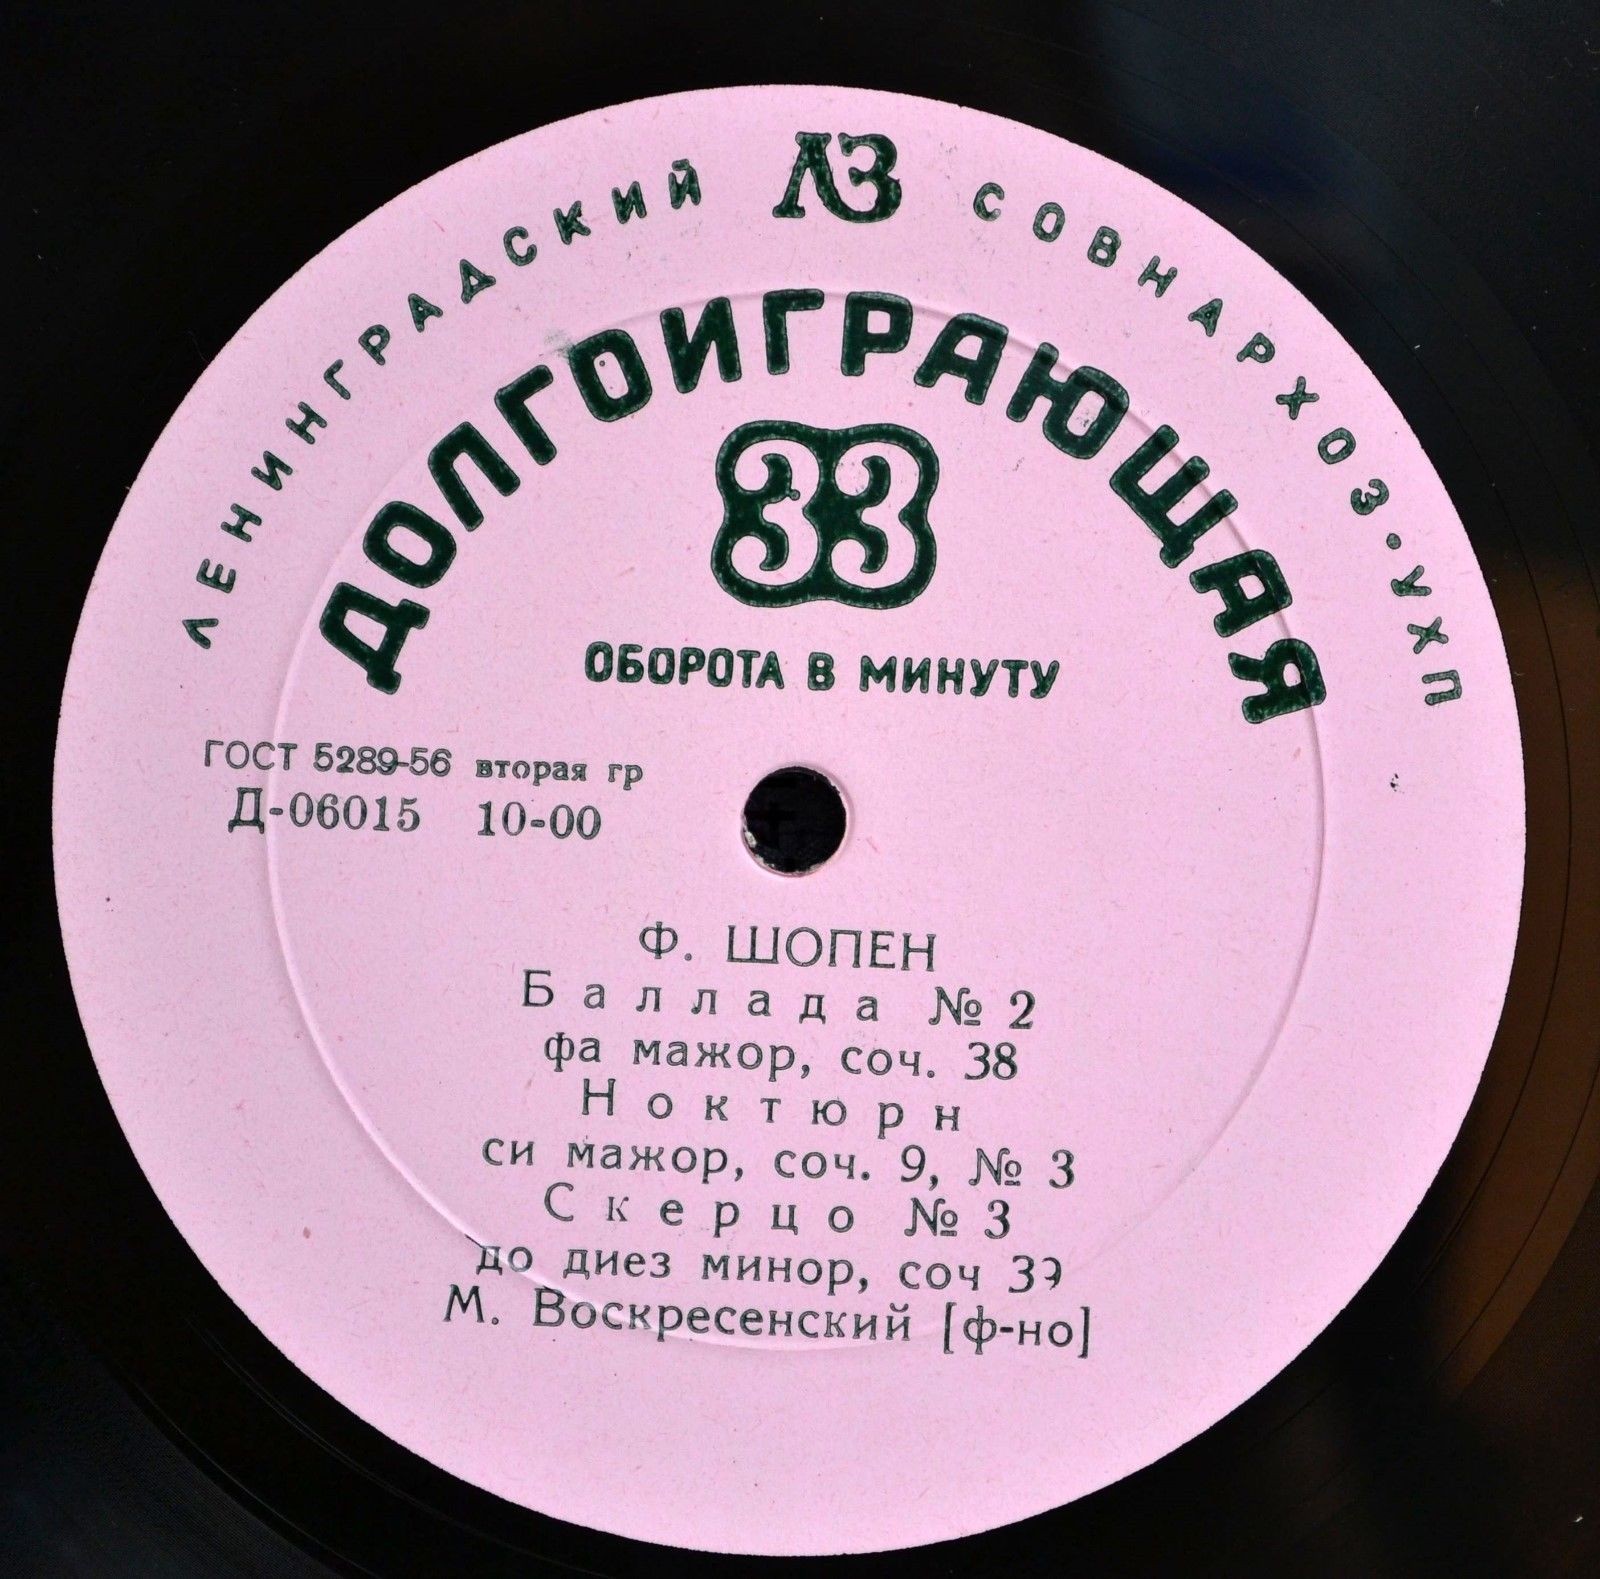 ЛЕНИНГРАДСКИЙ ЛЗ СОВНАРХОЗ·УХП
ДОЛГОИГРАЮЩАЯ
33
ОБОРОТА В МИНУТУ
ГОСТ 5289-56 вторая гр
Д-06015 10-00
Ф. ШОПЕН
Баллада № 2
фа мажор, соч. 38
Ноктюрн
си мажор, соч. 9, № 3
Скерцо № 3
до диез минор, соч 39
М. Воскресенский [ф-но]